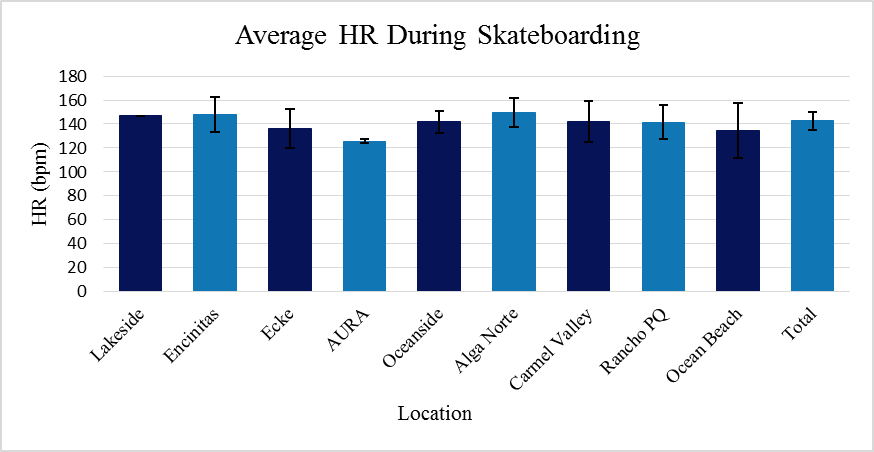 Average HR During Skateboarding
180
160
140
120
100
80
60
40
20
0
HR (bpm)
Lakeside
Encinitas
Ecke
AURA
Oceanside
Alga Norte
Carmel Valley
Rancho PQ
Ocean Beach
Total
Location